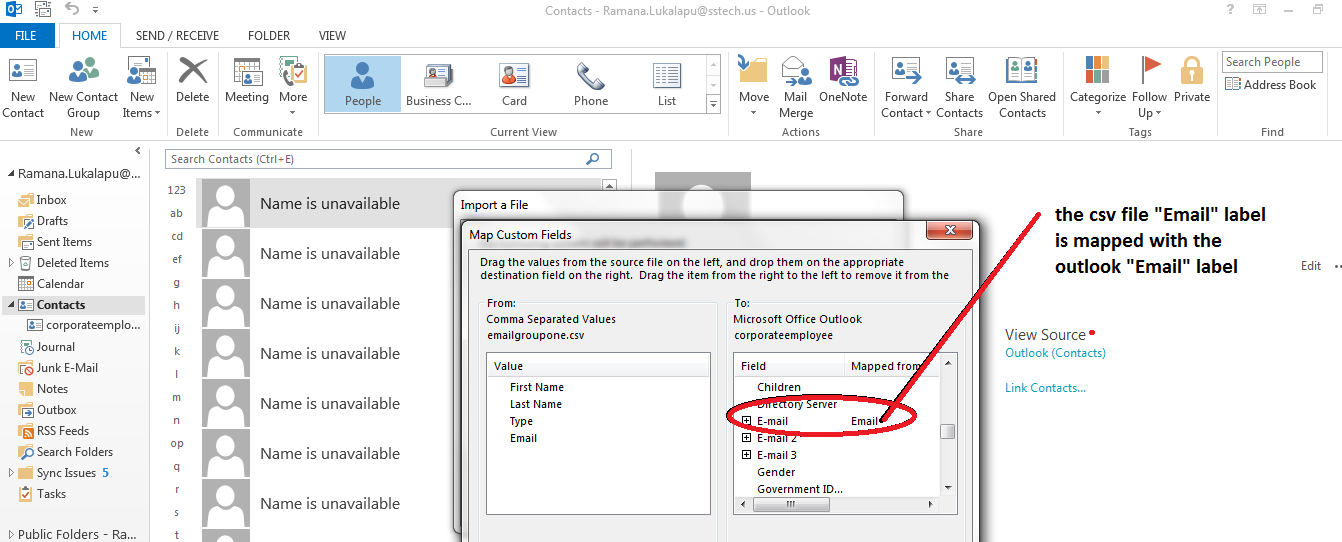 Contacts - Ramana.Lukalapu@sstech.us - Outlook
FILE HOME SEND / RECEIVE FOLDER VIEW
New Contact
New Contact Group
New Items
New
Delete
Delete
Meeting
More
Communicate
People
Business C...
Card
Phone
List
Current View
Move
Mail Merge
OneNote
Actions
Forward Contact
Share Contacts
Open Shared Contacts
Share
Categorize
Follow Up
Private
Tags
Search People
Address Book
Find
Ramana.Lukalapu@...
Inbox
Drafts
Sent Items
Deleted Items
Calendar
Contacts
corporateemplo...
Journal
Junk E-Mail
Notes
Outbox
RSS Feeds
Search Folders
Sync Issues 5
Tasks
Public Folders - Ra...
Search Contacts (Ctrl+E)
123
ab
cd
ef
g
h
ij
k
l
m
n
op
q
r
s
t
Name is unavailable
Name is unavailable
Name is unavailable
Name is unavailable
Name is unavailable
Name is unavailable
Name is unavailable
Import a File
Map Custom Fields
Drag the values from the source file on the left, and drop them on the appropriate
destination field on the right. Drag the item from the right to the left to remove it from the
From:
Comma Separated Values
emailgroupone.csv
Value
First Name
Last Name
Type
Email
To:
Microsoft Office Outlook
corporateemployee
Field Mapped from
Children
Directory Server
E-mail Email
E-mail 2
E-mail 3
Gender
Government ID...
the csv file "Email" label
is mapped with the
outlook "Email" label
Edit
View Source
Outlook (Contacts)
Link Contacts...